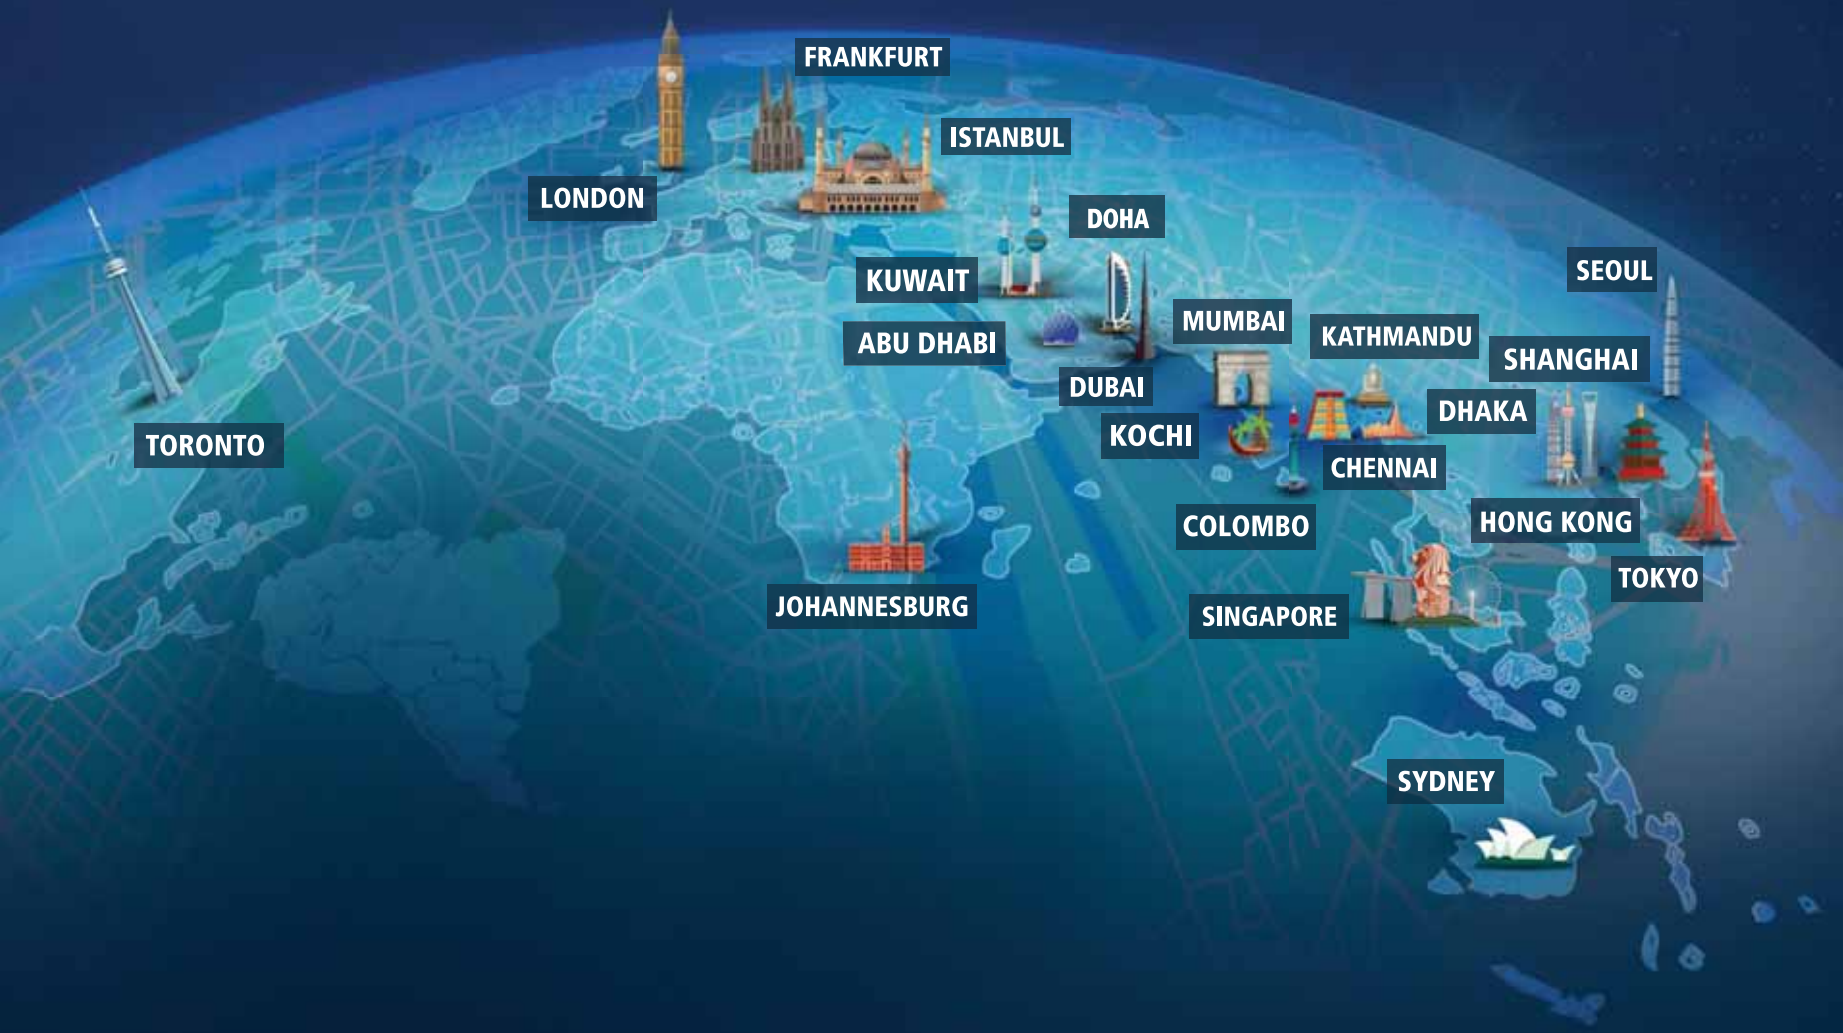 FRANKFURT
ISTANBUL
LONDON
DOHA
KUWAIT
SEOUL
MUMBAI
KATHMANDU
ABU DHABI
SHANGHAI
DUBAI
DHAKA
KOCHI
TORONTO
CHENNAI
COLOMBO
HONG KONG
TOKYO
JOHANNESBURG
SINGAPORE
SYDNEY